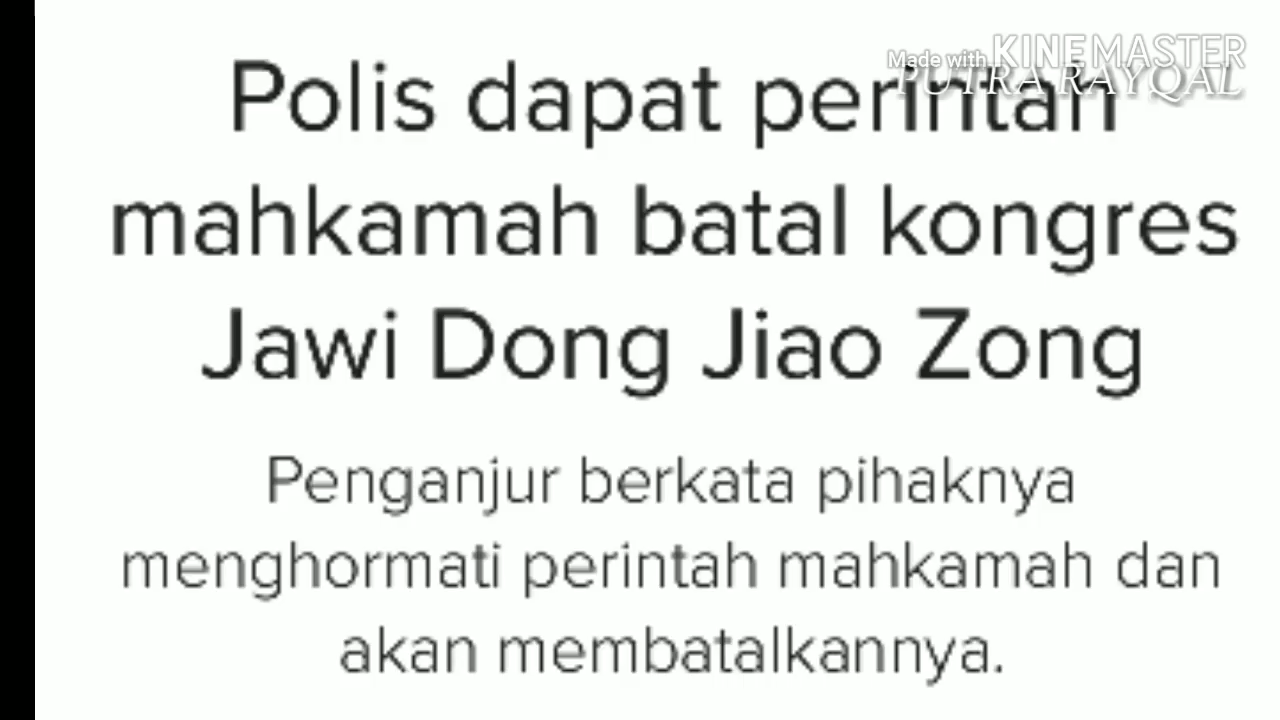 Made with KINEMASTER
PUTRA RAYQAL
Polis dapat perintah
mahkamah batal kongres
Jawi Dong Jiao Zong
Penganjur berkata pihaknya
menghormati perintah mahkamah dan
akan membatalkannya.